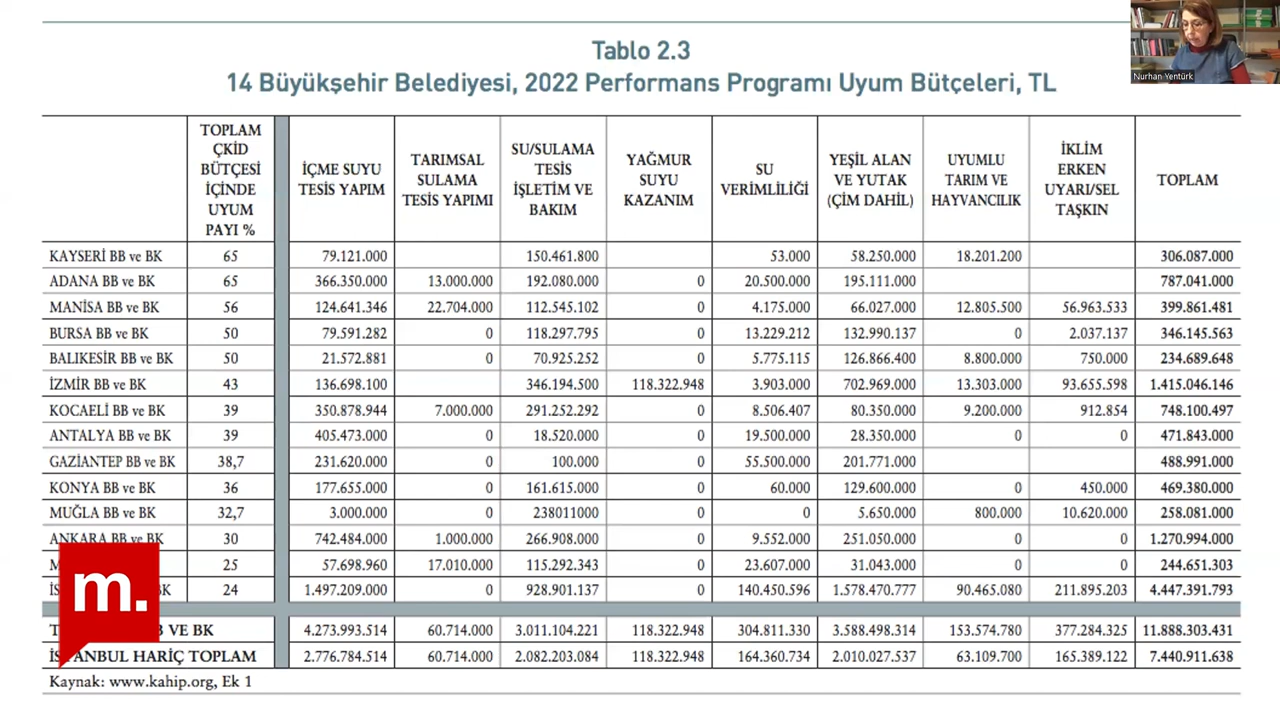 Tablo 2.3
14 Büyükşehir Belediyesi, 2022 Performans Programı Uyum Bütçeleri, TL
Nurhan Yentürk
TOPLAM ÇKİD BÜTÇESİ İÇİNDE UYUM PAYI % İÇME SUYU TESİS YAPIM TARIMSAL SULAMA TESİS YAPIMI SU/SULAMA TESİS İŞLETİM VE BAKIM YAĞMUR SUYU KAZANIM SU VERİMLİLİĞİ YEŞİL ALAN VE YUTAK (ÇİM DAHİL) UYUMLU TARIM VE HAYVANCILIK İKLİM ERKEN UYARI/SEL TAŞKIN TOPLAM
KAYSERİ BB ve BK 65 79.121.000 150.461.800 53.000 58.250.000 18.201.200 306.087.000
ADANA BB ve BK 65 366.350.000 13.000.000 192.080.000 0 20.500.000 195.111.000 787.041.000
MANİSA BB ve BK 56 124.641.346 22.704.000 112.545.102 0 4.175.000 66.027.000 12.805.500 56.963.533 399.861.481
BURSA BB ve BK 50 79.591.282 0 118.297.795 0 13.229.212 132.990.137 0 2.037.137 346.145.563
BALIKESİR BB ve BK 50 21.572.881 0 70.925.252 0 5.775.115 126.866.400 8.800.000 750.000 234.689.648
İZMİR BB ve BK 43 136.698.100 346.194.500 118.322.948 3.903.000 702.969.000 13.303.000 93.655.598 1.415.046.146
KOCAELİ BB ve BK 39 350.878.944 7.000.000 291.252.292 0 8.506.407 80.350.000 9.200.000 912.854 748.100.497
ANTALYA BB ve BK 39 405.473.000 0 18.520.000 0 19.500.000 28.350.000 0 0 471.843.000
GAZİANTEP BB ve BK 38,7 231.620.000 0 100.000 0 55.500.000 201.771.000 488.991.000
KONYA BB ve BK 36 177.655.000 0 161.615.000 0 60.000 129.600.000 0 450.000 469.380.000
MUĞLA BB ve BK 32,7 3.000.000 0 238011000 0 0 5.650.000 800.000 10.620.000 258.081.000
ANKARA BB ve BK 30 742.484.000 1.000.000 266.908.000 0 9.552.000 251.050.000 0 0 1.270.994.000
25 57.698.960 17.010.000 115.292.343 0 23.607.000 31.043.000 0 0 244.651.303
BK 24 1.497.209.000 0 928.901.137 0 140.450.596 1.578.470.777 90.465.080 211.895.203 4.447.391.793
VE BK 4.273.993.514 60.714.000 3.011.104.221 118.322.948 304.811.330 3.588.498.314 153.574.780 377.284.325 11.888.303.431
İSTANBUL HARİÇ TOPLAM 2.776.784.514 60.714.000 2.082.203.084 118.322.948 164.360.734 2.010.027.537 63.109.700 165.389.122 7.440.911.638
Kaynak: www.kahip.org, Ek 1
m.